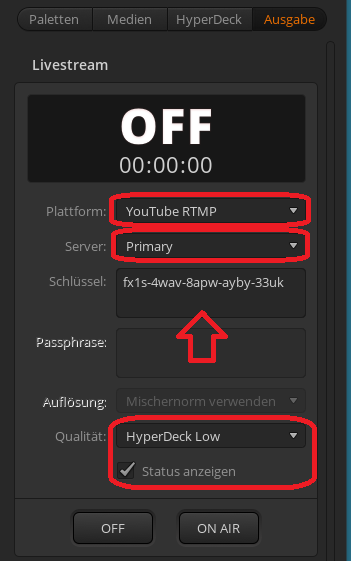 Paletten Medien HyperDeck Ausgabe
Livestream
OFF
00:00:00
Plattform: YouTube RTMP
Server: Primary
Schlüssel: fx1s-4wav-8apw-ayby-33uk
Passphrase:
Auflösung: Mischernorm verwenden
Qualität: HyperDeck Low
Status anzeigen
OFF ON AIR